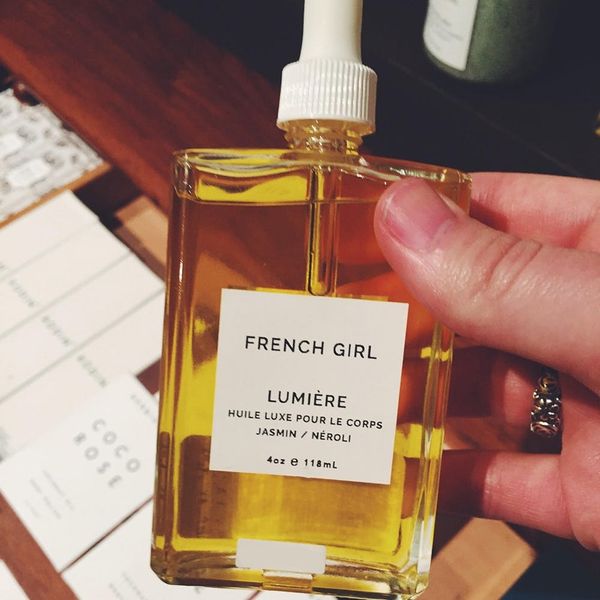 FRENCH GIRL
LUMIÈRE
HUILE LUXE POUR LE CORPS
JASMIN / NÉROLI
4oz ℮ 118mL
COCO
ROSE